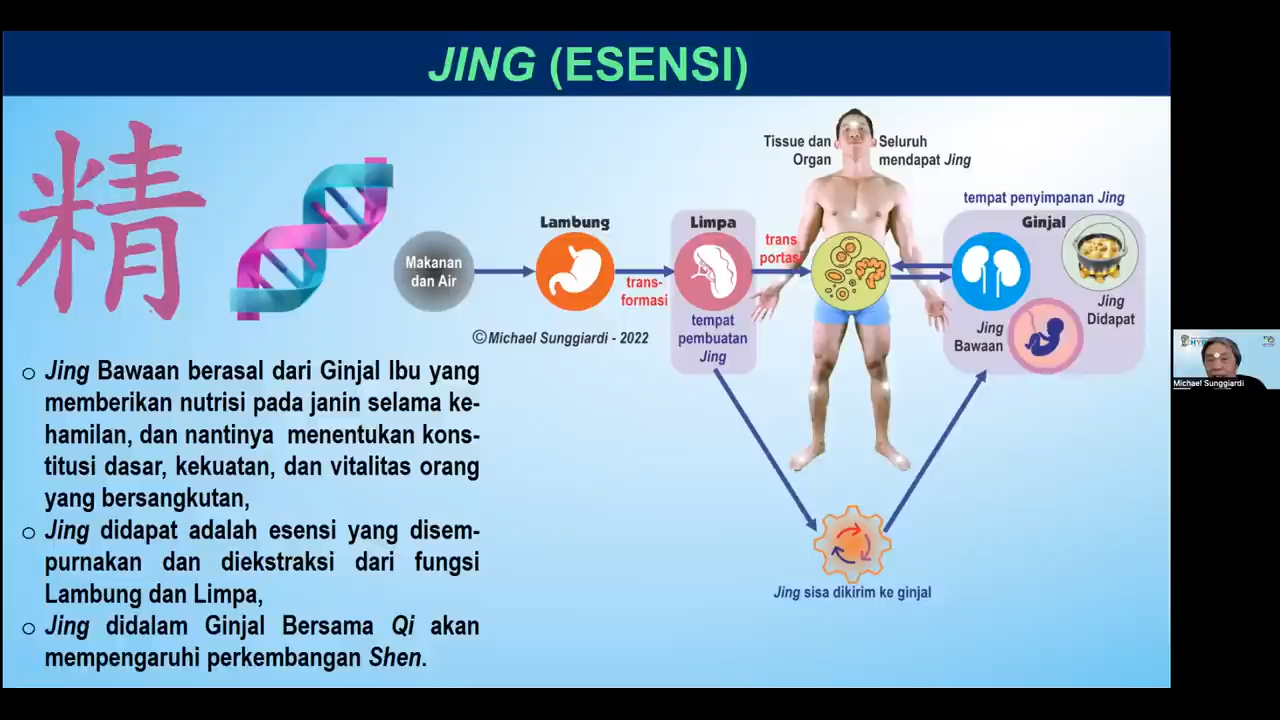 JING (ESENSI)
精
Tissue dan
Organ
Seluruh
mendapat Jing
tempat penyimpanan Jing
Lambung
Limpa
Ginjal
trans
portasi
Makanan
dan Air
trans-
formasi
Jing
Didapat
tempat
pembuatan
Jing
Jing
Bawaan
©Michael Sunggiardi - 2022
Jing sisa dikirim ke ginjal
○ Jing Bawaan berasal dari Ginjal Ibu yang
memberikan nutrisi pada janin selama ke-
hamilan, dan nantinya menentukan kons-
titusi dasar, kekuatan, dan vitalitas orang
yang bersangkutan,
○ Jing didapat adalah esensi yang disem-
purnakan dan diekstraksi dari fungsi
Lambung dan Limpa,
○ Jing didalam Ginjal Bersama Qi akan
mempengaruhi perkembangan Shen.
Michael Sunggiardi